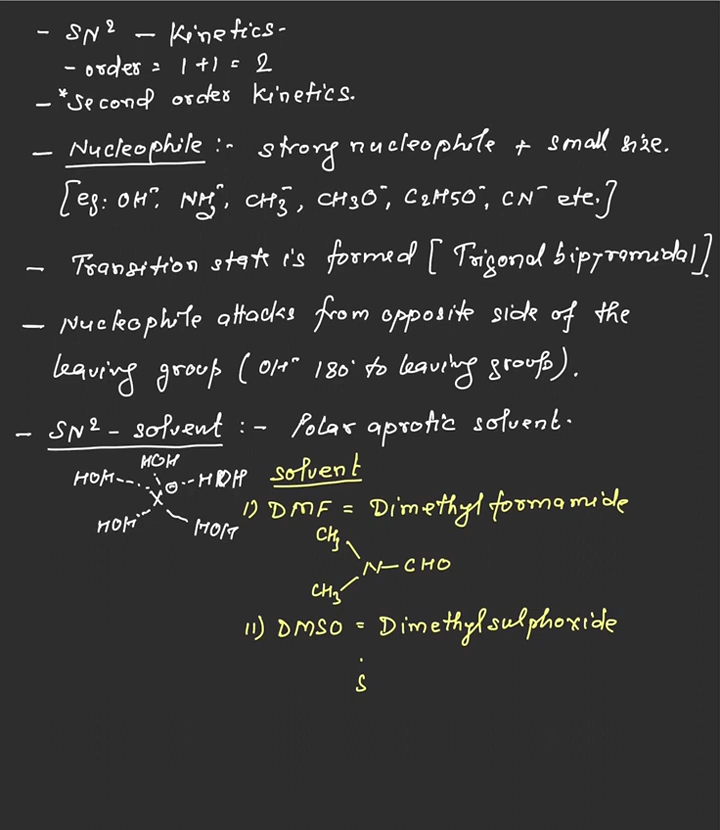 - SN² - Kinetics-
- order = 1+1 = 2
- *Second order Kinetics.
- Nucleophile :- strong nucleophile + small size.
[eg: OH⁻, NH₂⁻, CH₃⁻, CH3O⁻, C2H5O⁻, CN⁻ etc.]
- Transition state is formed [Trigonal bipyramidal].
- Nucleophile attacks from opposite side of the
leaving group (OH⁻ 180° to leaving group).
- SN² - solvent :- Polar aprotic solvent.
HOH
HOH---- X⊖ ---HOH
HOH HOH
solvent
i) DMF = Dimethyl formamide
CH₃
N-CHO
CH₃
ii) DMSO = Dimethylsulphoxide
S